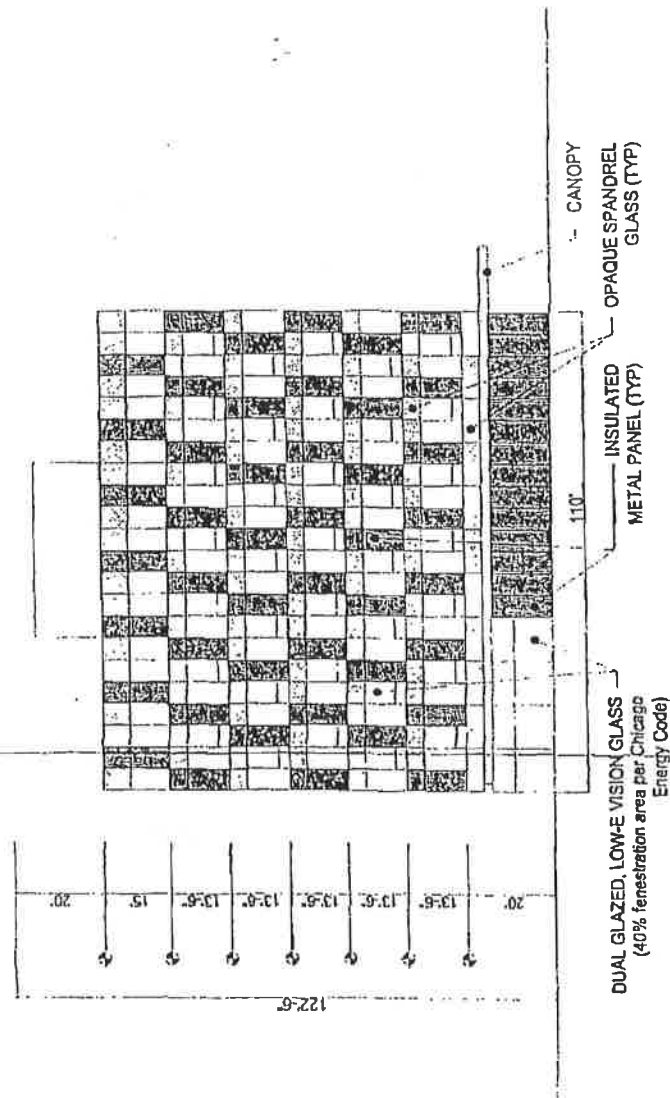 20'
15'
13'-6"
13'-6"
13'-6"
13'-6"
13'-6"
20'
122'-6"
110'
CANOPY
OPAQUE SPANDREL
GLASS (TYP)
INSULATED
METAL PANEL (TYP)
DUAL GLAZED, LOW-E VISION GLASS
(40% fenestration area per Chicago
Energy Code)